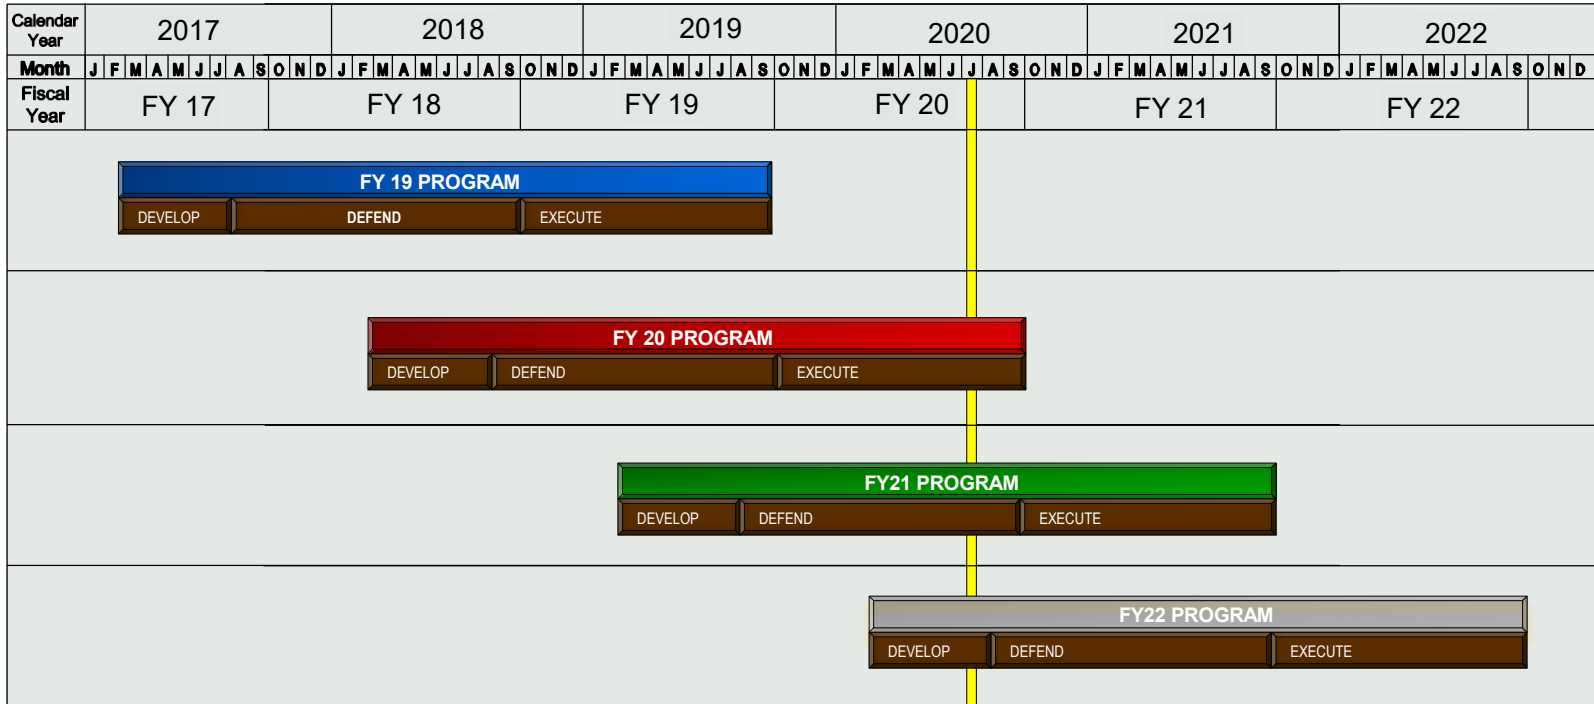 Calendar Year 2017 2018 2019 2020 2021 2022
Month J F M A M J J A S O N D J F M A M J J A S O N D J F M A M J J A S O N D J F M A M J J A S O N D J F M A M J J A S O N D J F M A M J J A S O N D
Fiscal Year FY 17 FY 18 FY 19 FY 20 FY 21 FY 22
FY 19 PROGRAM
DEVELOP DEFEND EXECUTE
FY 20 PROGRAM
DEVELOP DEFEND EXECUTE
FY21 PROGRAM
DEVELOP DEFEND EXECUTE
FY22 PROGRAM
DEVELOP DEFEND EXECUTE